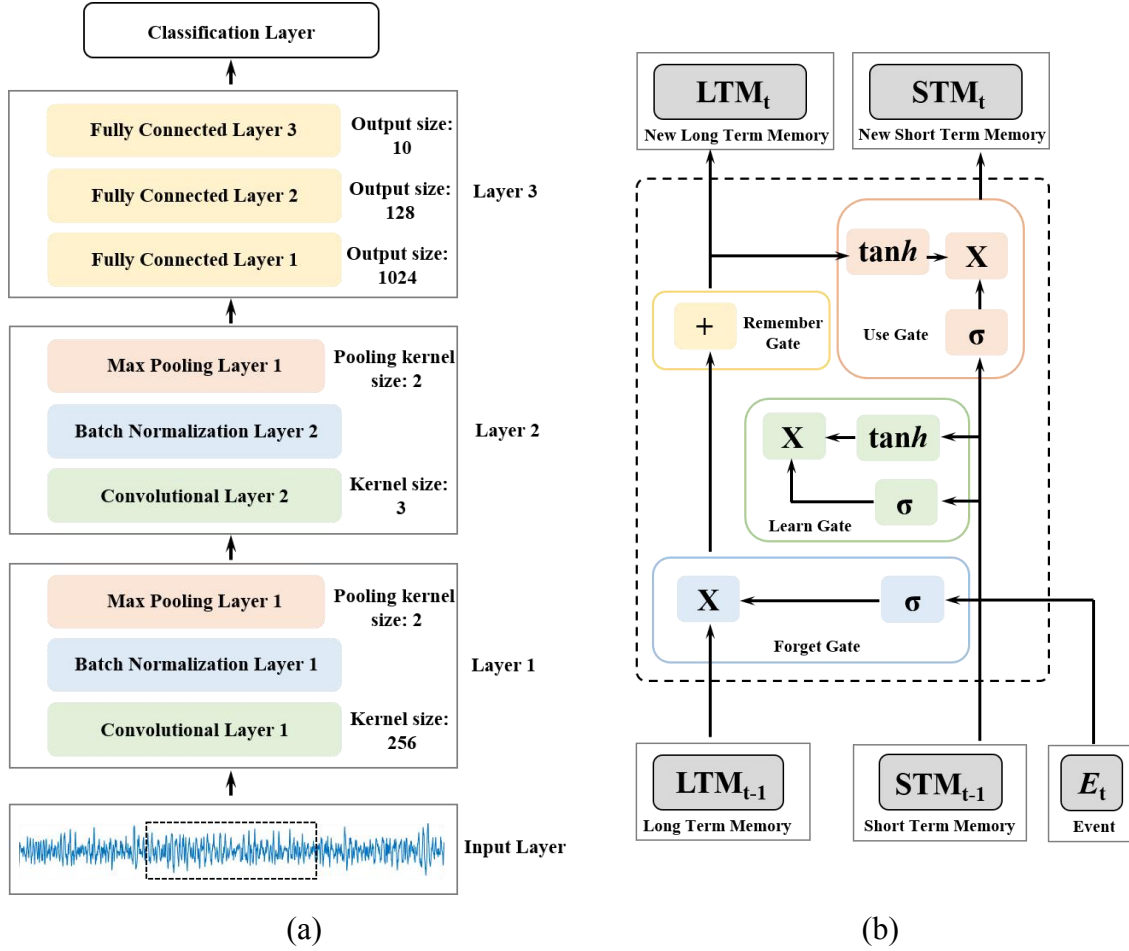 Classification Layer
Fully Connected Layer 3
Output size:
10
Fully Connected Layer 2
Output size:
128
Fully Connected Layer 1
Output size:
1024
Layer 3
Max Pooling Layer 1
Pooling kernel
size: 2
Batch Normalization Layer 2
Convolutional Layer 2
Kernel size:
3
Layer 2
Max Pooling Layer 1
Pooling kernel
size: 2
Batch Normalization Layer 1
Convolutional Layer 1
Kernel size:
256
Layer 1
Input Layer
(a)
LTMt
New Long Term Memory
STMt
New Short Term Memory
tanh
X
σ
Use Gate
+
Remember
Gate
X
tanh
σ
Learn Gate
X
σ
Forget Gate
LTMt-1
Long Term Memory
STMt-1
Short Term Memory
Et
Event
(b)